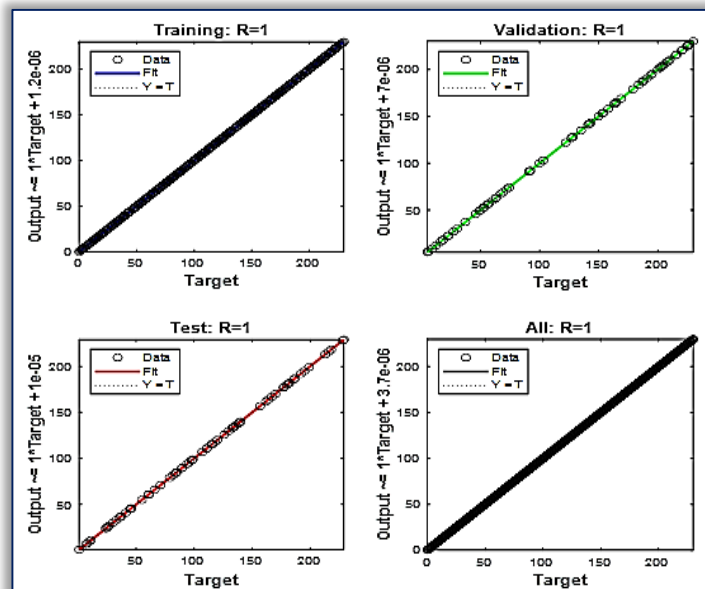 Training: R=1
Output ~= 1*Target + 1.2e-06
200
150
100
50
0
Data
Fit
Y = T
0
50
100
150
200
Target
Validation: R=1
Output ~= 1*Target + 7e-06
200
150
100
50
Data
Fit
Y = T
50
100
150
200
Target
Test: R=1
Output ~= 1*Target + 1e-05
200
150
100
50
Data
Fit
Y = T
50
100
150
200
Target
All: R=1
Output ~= 1*Target + 3.7e-06
200
150
100
50
0
Data
Fit
Y = T
0
50
100
150
200
Target